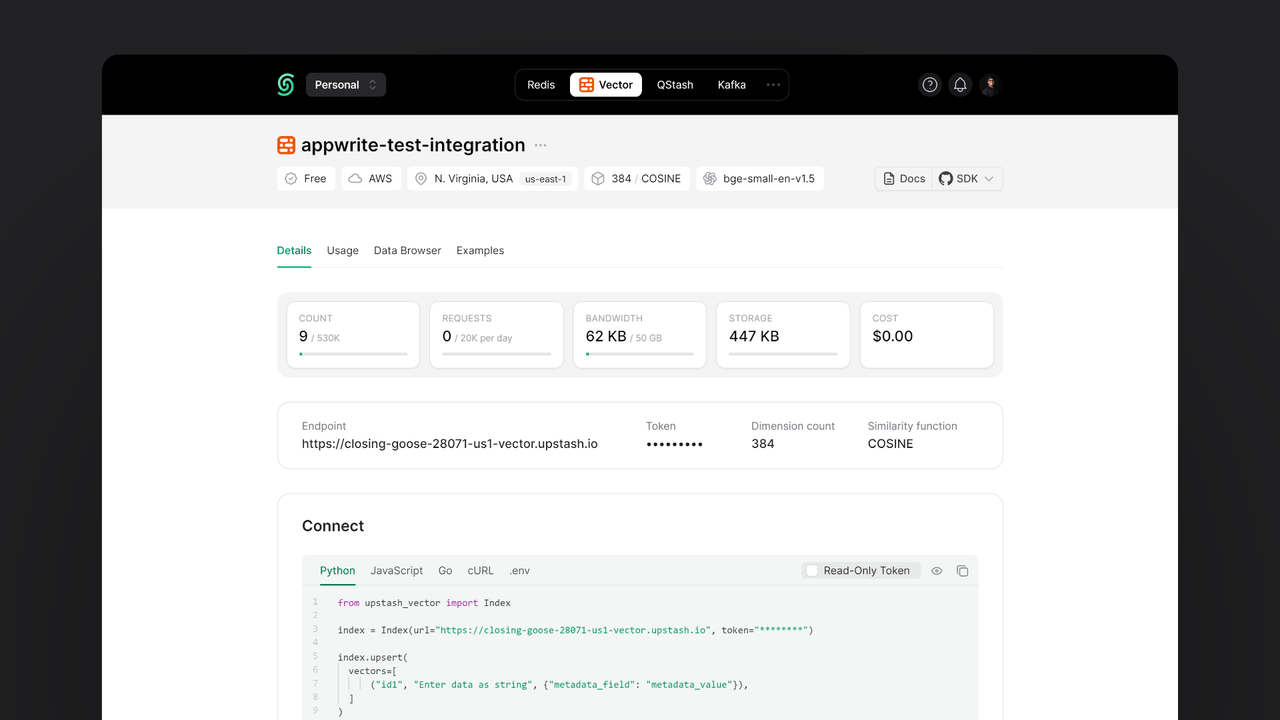 Personal
Redis Vector QStash Kafka
appwrite-test-integration
Free AWS N. Virginia, USA us-east-1 384 / COSINE bge-small-en-v1.5 Docs SDK
Details Usage Data Browser Examples
COUNT REQUESTS BANDWIDTH STORAGE COST
9 / 530K 0 / 20K per day 62 KB / 50 GB 447 KB $0.00
Endpoint Token Dimension count Similarity function
https://closing-goose-28071-us1-vector.upstash.io ••••••••• 384 COSINE
Connect
Python JavaScript Go cURL .env Read-Only Token
1 from upstash_vector import Index
2
3 index = Index(url="https://closing-goose-28071-us1-vector.upstash.io", token="********")
4
5 index.upsert(
6 vectors=[
7 ("id1", "Enter data as string", {"metadata_field": "metadata_value"}),
8 ]
9 )